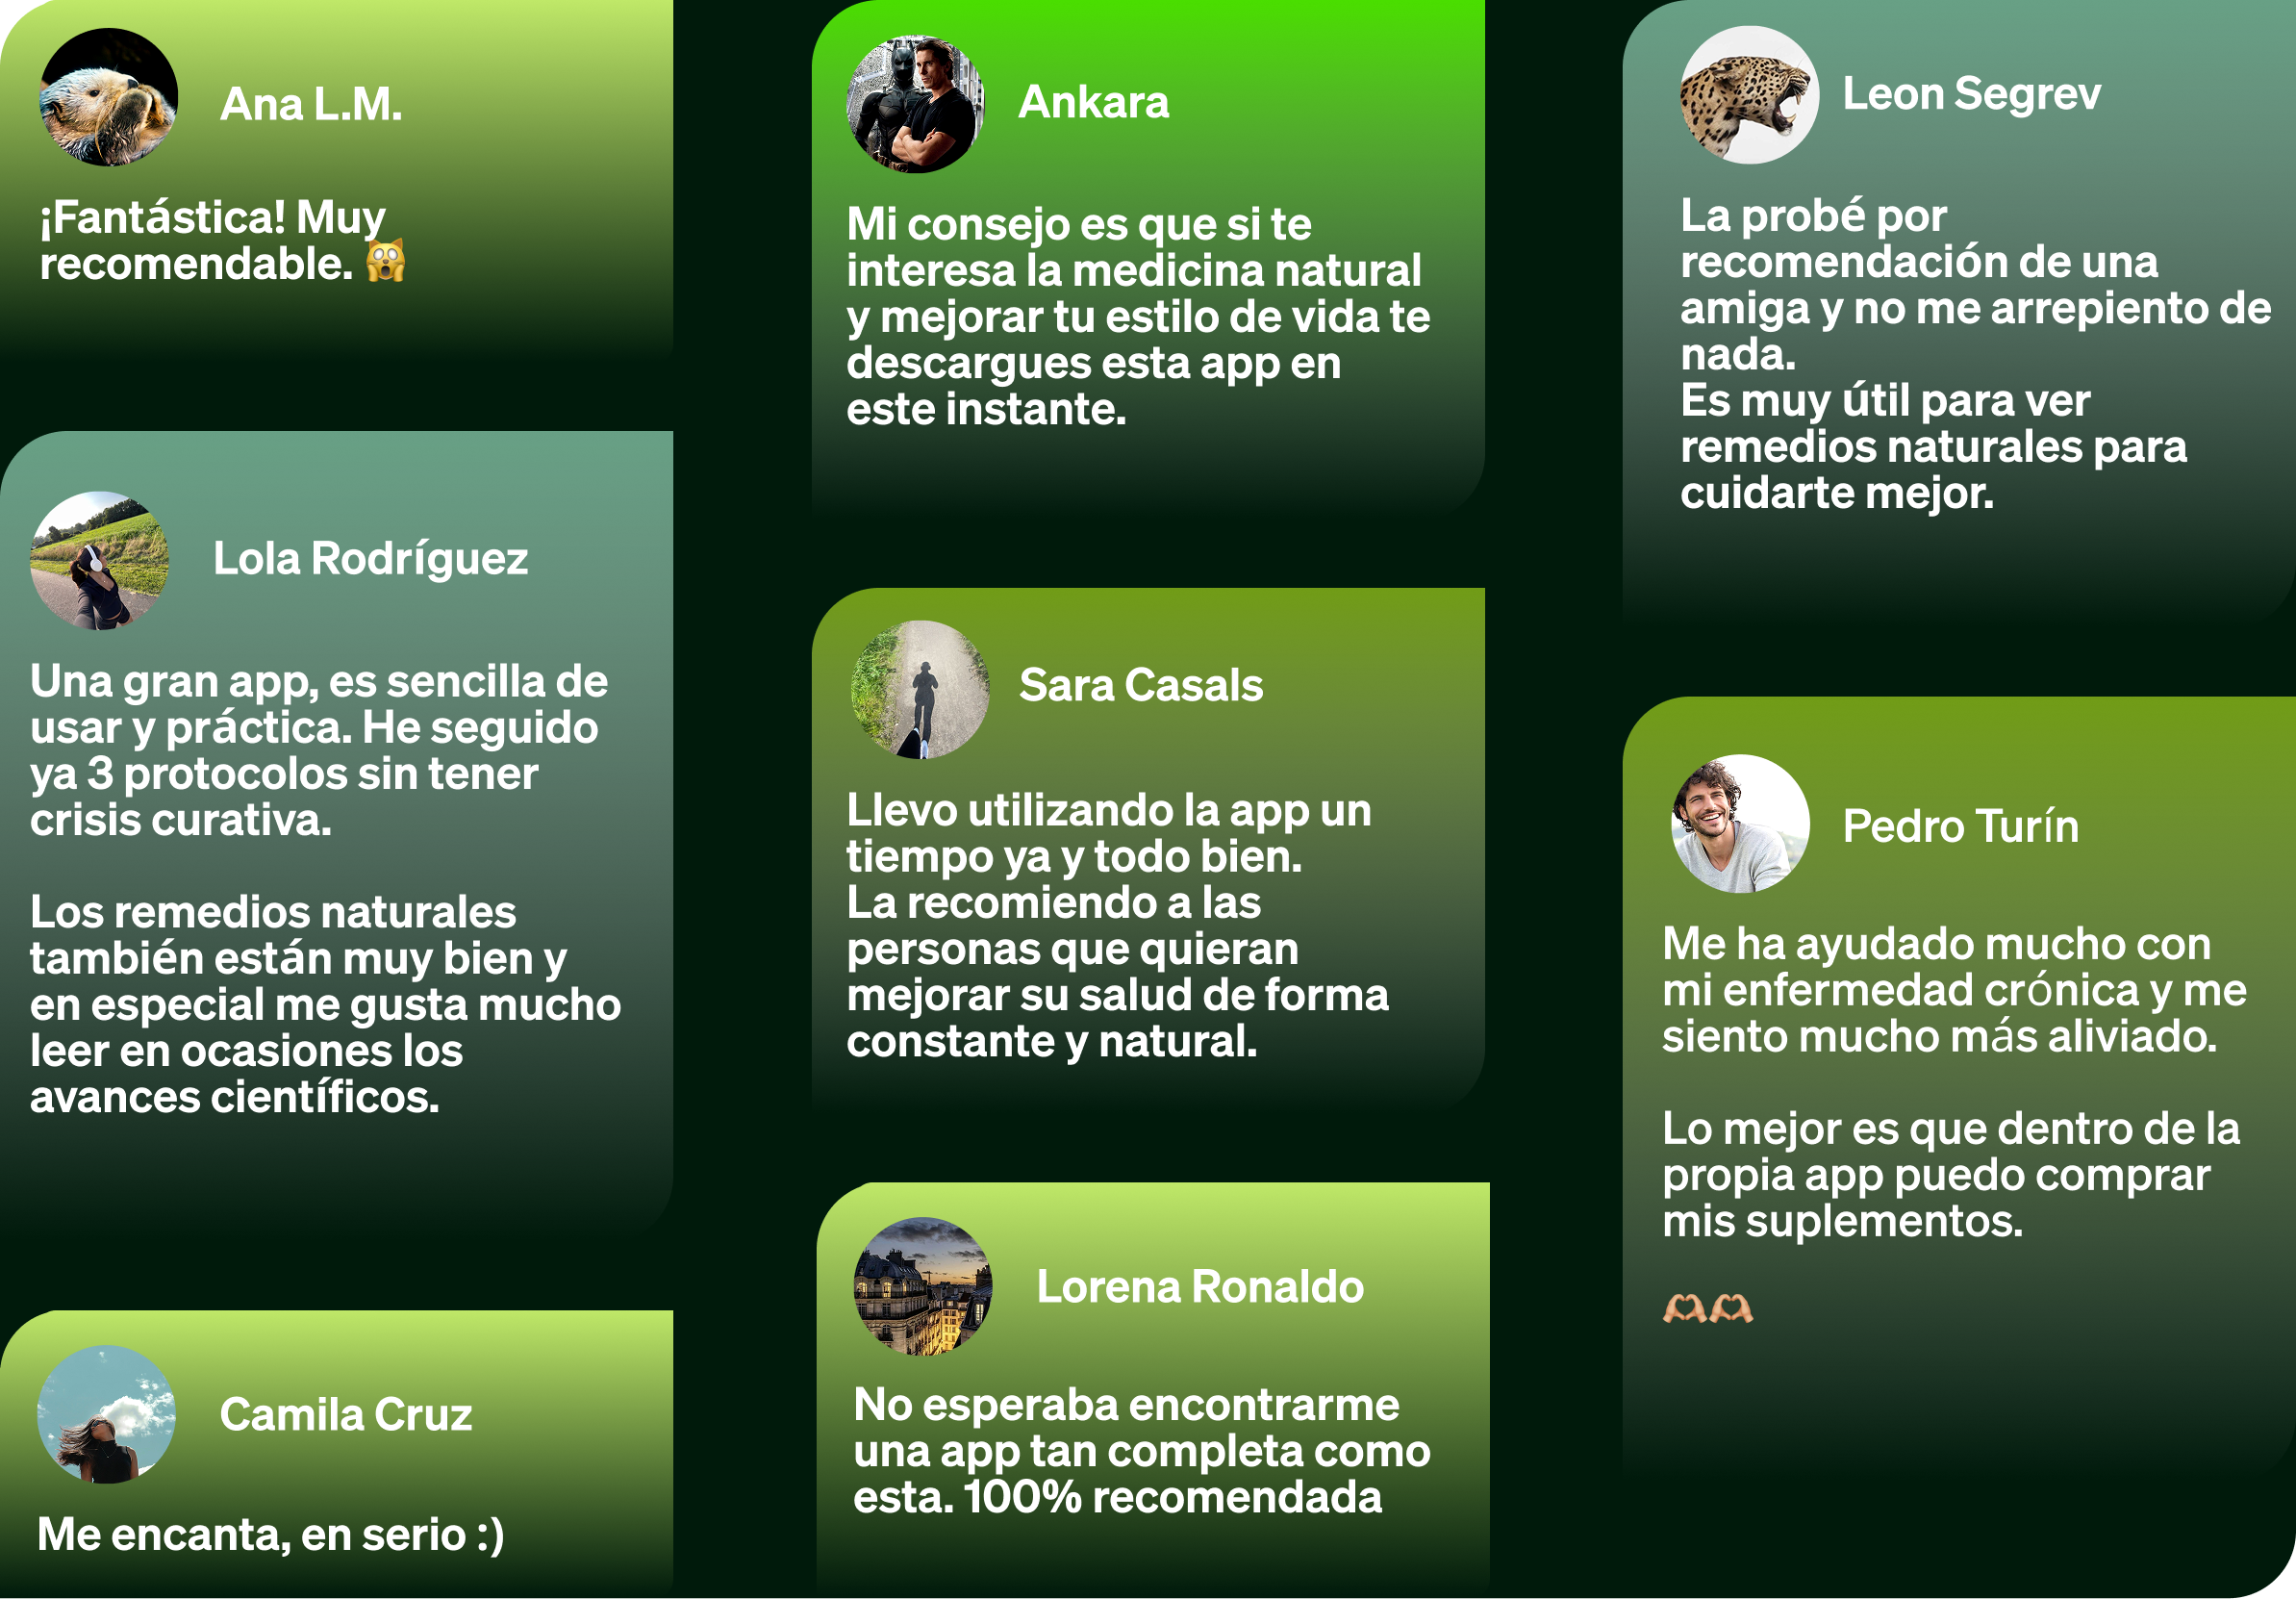 Ana L.M.
¡Fantástica! Muy
recomendable. 🙀
Lola Rodríguez
Una gran app, es sencilla de
usar y práctica. He seguido
ya 3 protocolos sin tener
crisis curativa.
Los remedios naturales
también están muy bien y
en especial me gusta mucho
leer en ocasiones los
avances científicos.
Camila Cruz
Me encanta, en serio :)
Ankara
Mi consejo es que si te
interesa la medicina natural
y mejorar tu estilo de vida te
descargues esta app en
este instante.
Sara Casals
Llevo utilizando la app un
tiempo ya y todo bien.
La recomiendo a las
personas que quieran
mejorar su salud de forma
constante y natural.
Lorena Ronaldo
No esperaba encontrarme
una app tan completa como
esta. 100% recomendada
Leon Segrev
La probé por
recomendación de una
amiga y no me arrepiento de
nada.
Es muy útil para ver
remedios naturales para
cuidarte mejor.
Pedro Turín
Me ha ayudado mucho con
mi enfermedad crónica y me
siento mucho más aliviado.
Lo mejor es que dentro de la
propia app puedo comprar
mis suplementos.
🫶🏼🫶🏼